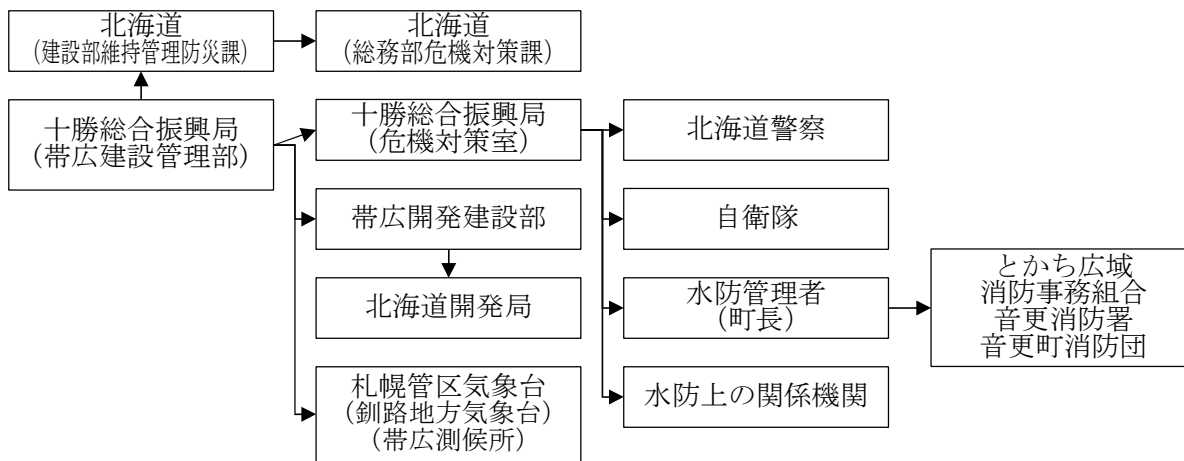 北海道
(建設部維持管理防災課)
北海道
(総務部危機対策課)
十勝総合振興局
(帯広建設管理部)
十勝総合振興局
(危機対策室)
北海道警察
帯広開発建設部
自衛隊
北海道開発局
水防管理者
(町長)
とかち広域
消防事務組合
音更消防署
音更町消防団
札幌管区気象台
(釧路地方気象台)
(帯広測候所)
水防上の関係機関